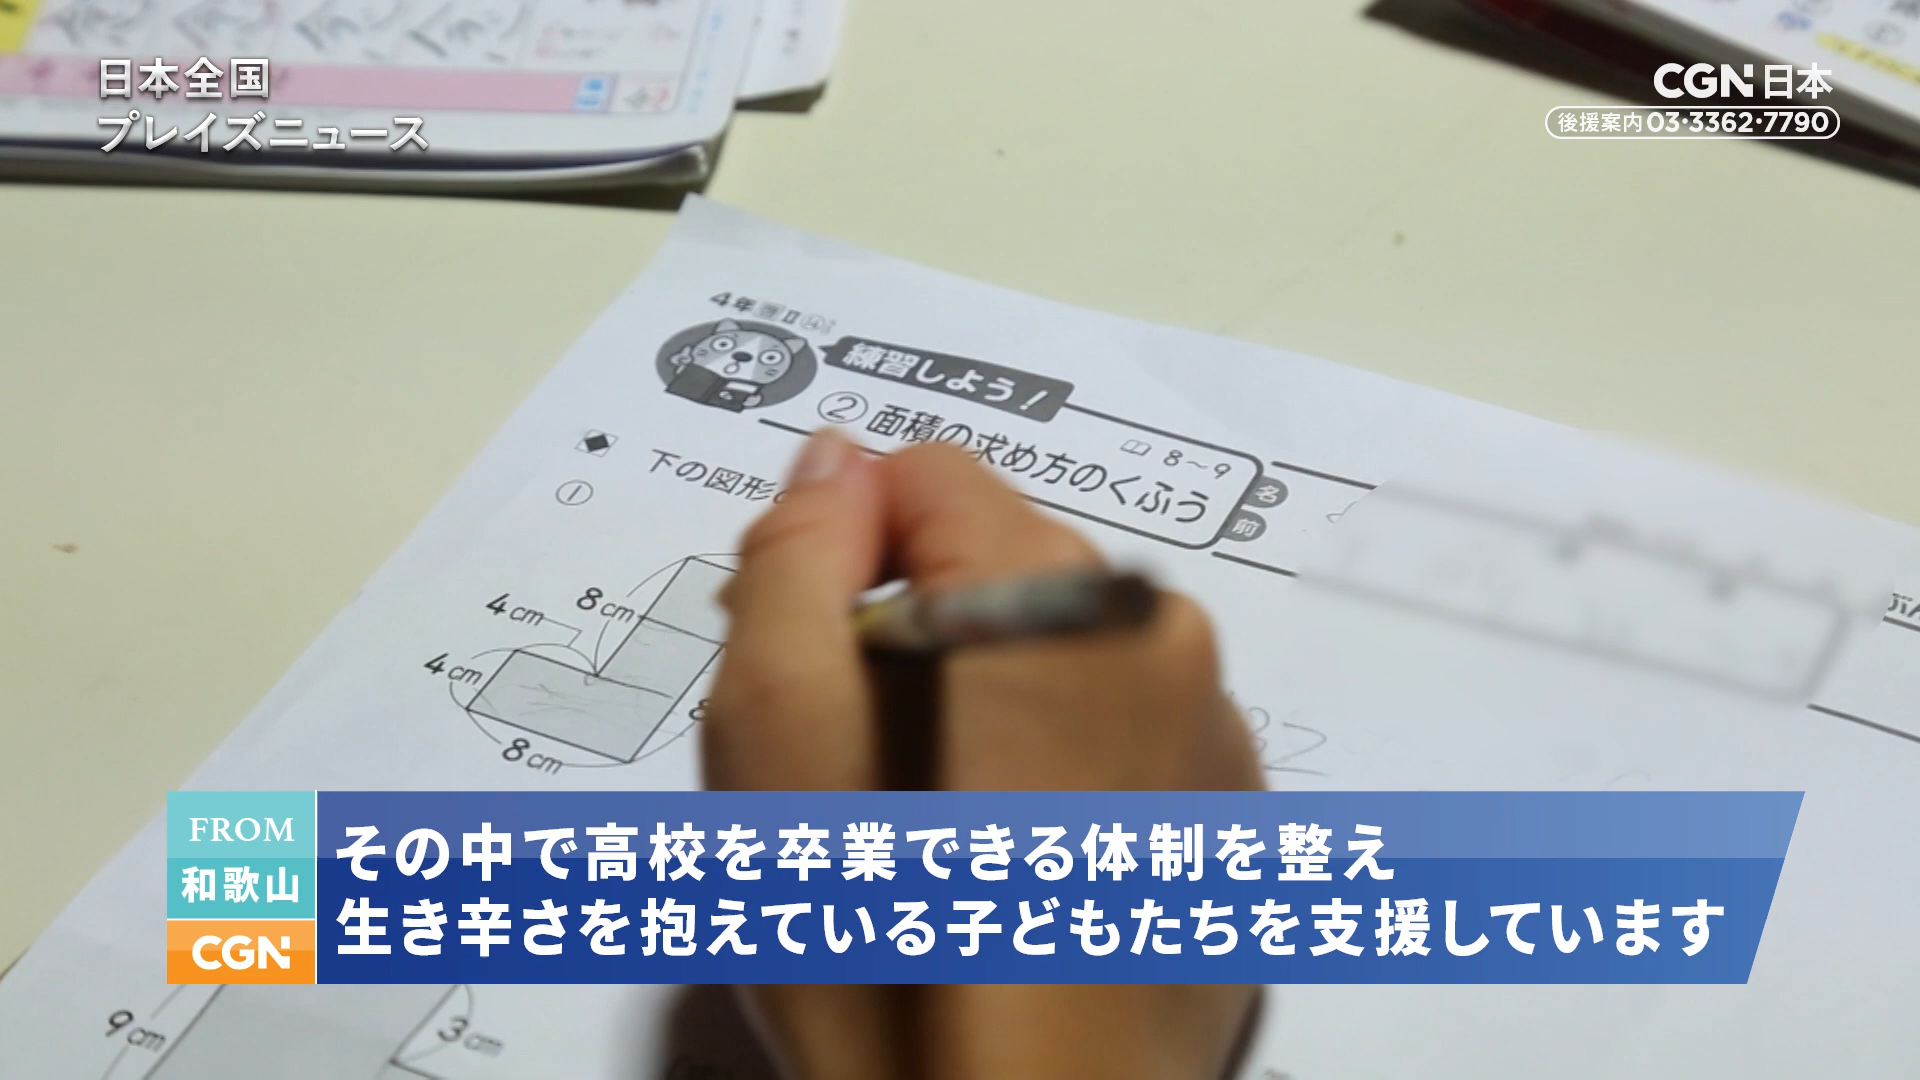 日本全国
プレイズニュース
CGN日本
後援案内03・3362・7790
4年
練習しよう！
②面積の求め方のくふう
8～9
名
前
下の図形
①
8cm
4cm
4cm
8cm
FROM
和歌山
CGN
その中で高校を卒業できる体制を整え
生き辛さを抱えている子どもたちを支援しています
9cm
3cm